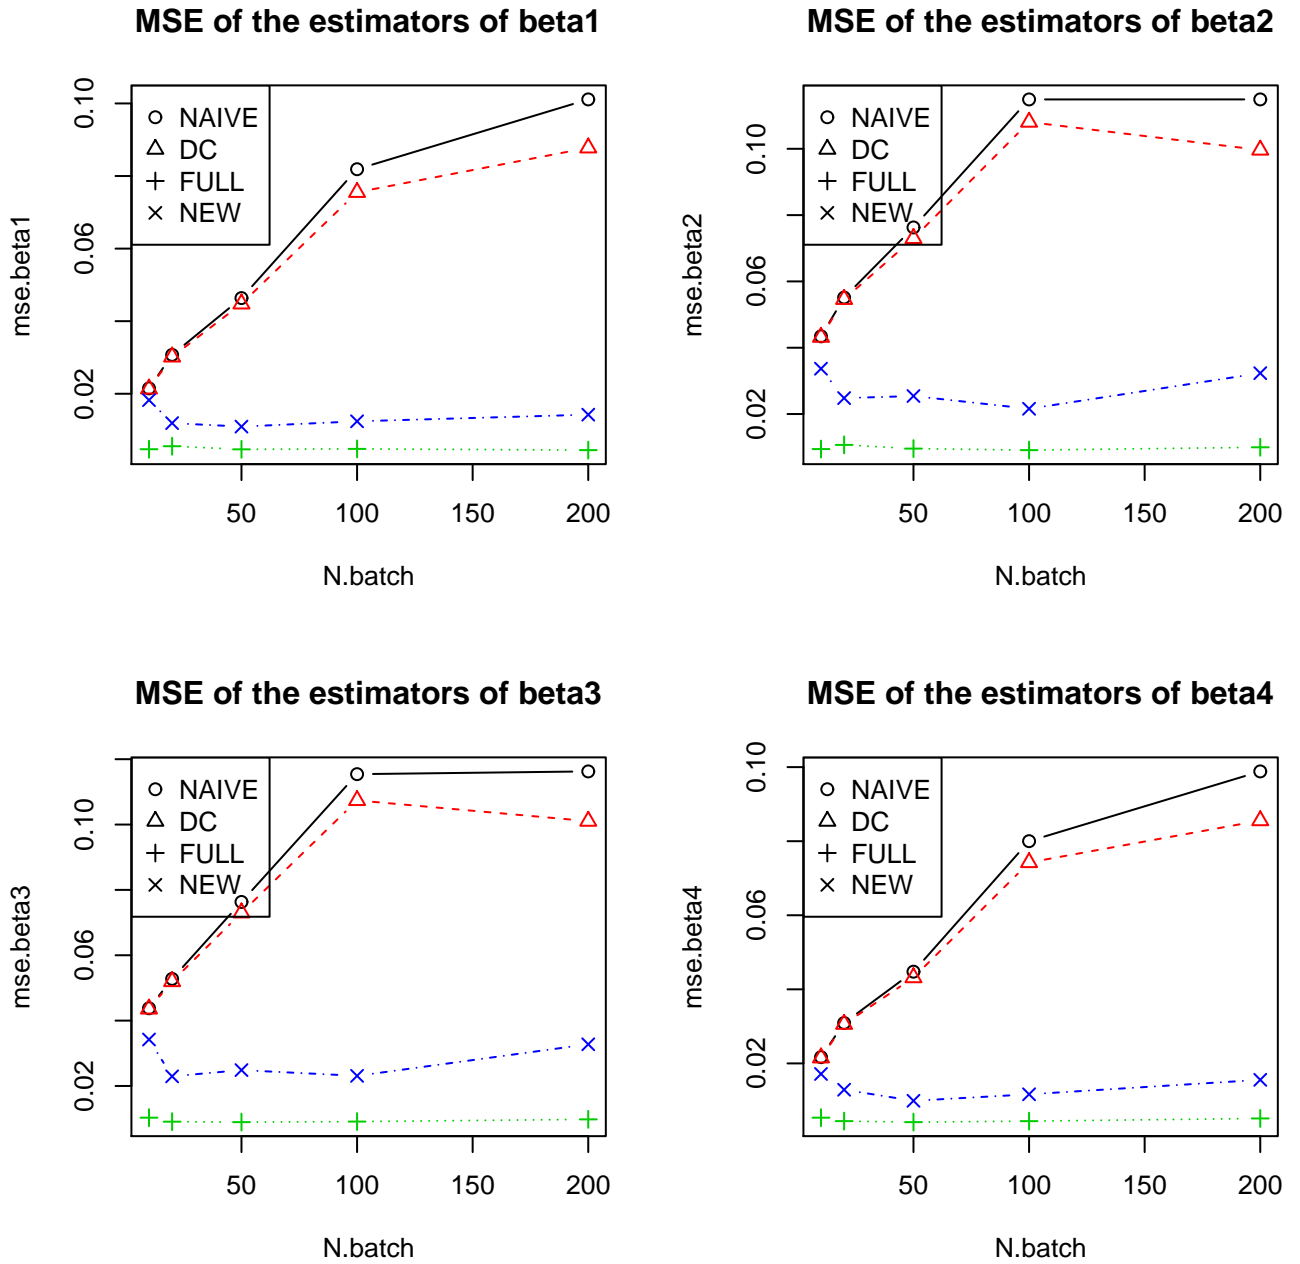 MSE of the estimators of beta1
mse.beta1
0.10
0.06
0.02
NAIVE
DC
FULL
NEW
50 100 150 200
N.batch
MSE of the estimators of beta2
mse.beta2
0.10
0.06
0.02
NAIVE
DC
FULL
NEW
50 100 150 200
N.batch
MSE of the estimators of beta3
mse.beta3
0.10
0.06
0.02
NAIVE
DC
FULL
NEW
50 100 150 200
N.batch
MSE of the estimators of beta4
mse.beta4
0.10
0.06
0.02
NAIVE
DC
FULL
NEW
50 100 150 200
N.batch